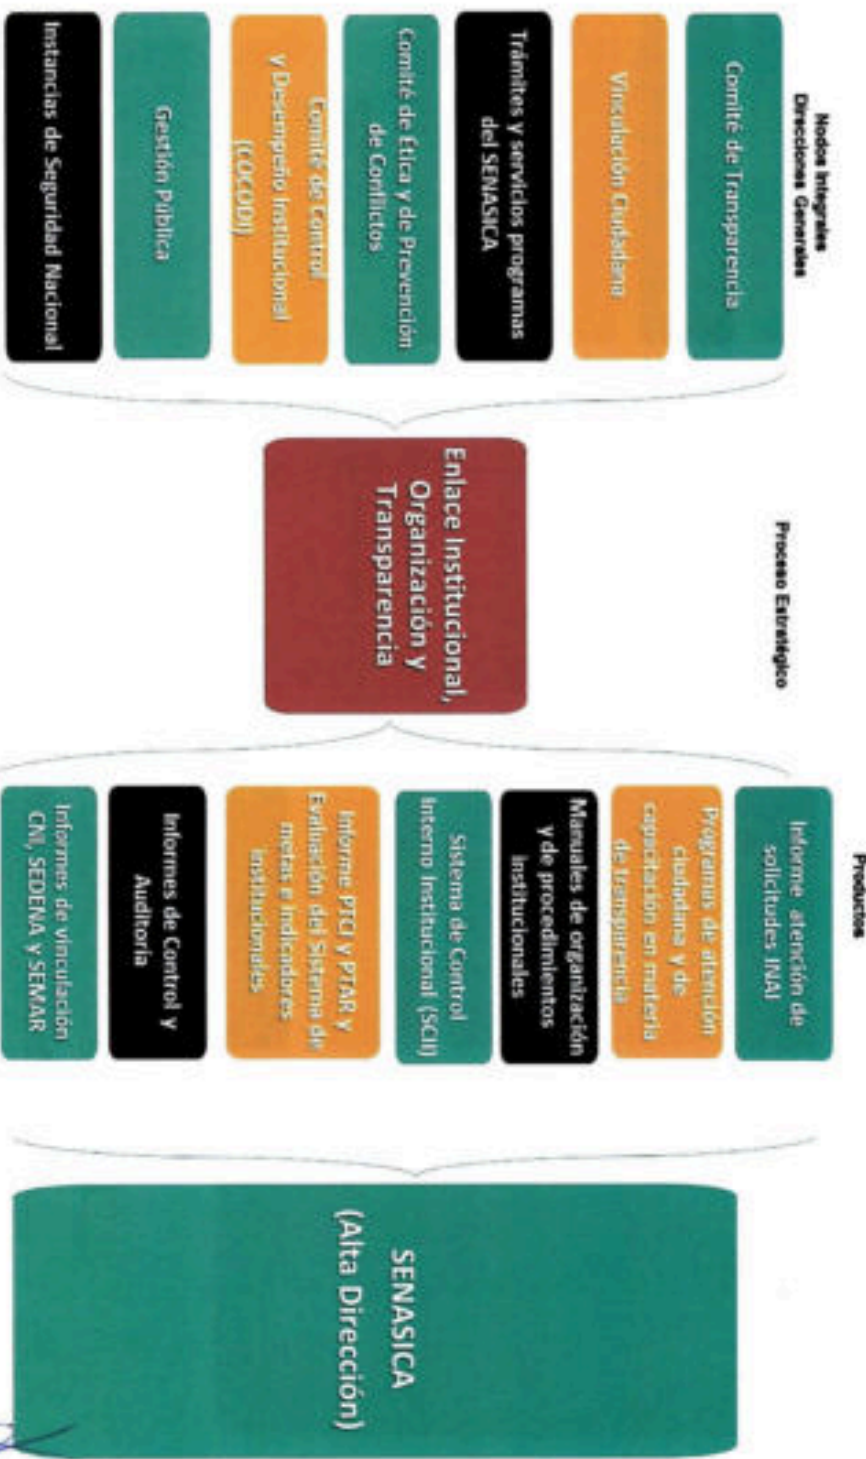 Nodos Integrales
Direcciones Generales
Comité de Transparencia
Vinculación Ciudadana
Trámites y servicios programas
del SENASICA
Comité de Ética y de Prevención
de Conflictos
Comité de Control
y Desempeño Institucional
(COCODI)
Gestión Pública
Instancias de Seguridad Nacional
Proceso Estratégico
Enlace Institucional,
Organización y
Transparencia
Productos
Informe atención de
solicitudes INAI
Programas de atención
ciudadana y de
capacitación en materia
de transparencia
Manuales de organización
y de procedimientos
institucionales
Sistema de Control
Interno Institucional (SCII)
Informe PTCI y PTAR y
Evaluación del Sistema de
metas e indicadores
institucionales
Informes de Control y
Auditoría
Informes de vinculación
CNI, SEDENA y SEMAR
SENASICA
(Alta Dirección)